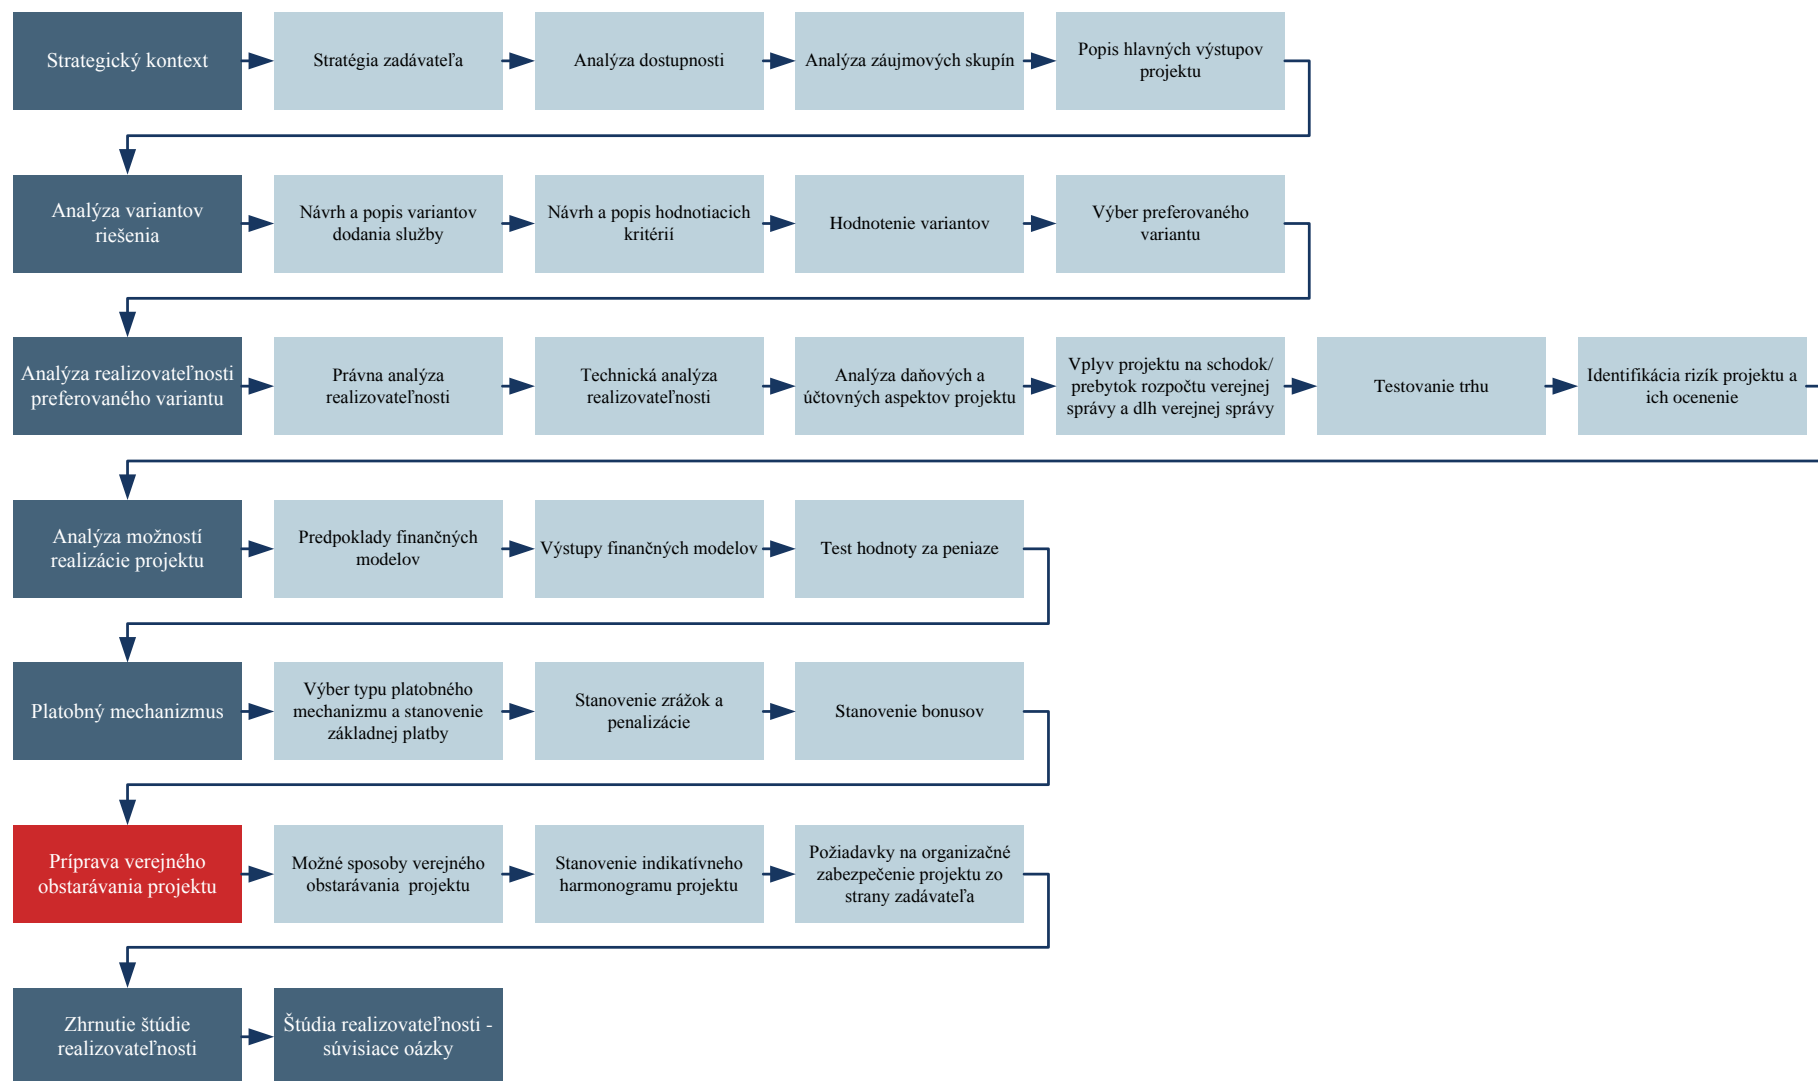 Strategický kontext
Stratégia zadávateľa
Analýza dostupnosti
Analýza záujmových skupín
Popis hlavných výstupov
projektu
Analýza variantov
riešenia
Návrh a popis variantov
dodania služby
Návrh a popis hodnotiacich
kritérií
Hodnotenie variantov
Výber preferovaného
variantu
Analýza realizovateľnosti
preferovaného variantu
Právna analýza
realizovateľnosti
Technická analýza
realizovateľnosti
Analýza daňových a
účtovných aspektov projektu
Vplyv projektu na schodok/
prebytok rozpočtu verejnej
správy a dlh verejnej správy
Testovanie trhu
Identifikácia rizík projektu a
ich ocenenie
Analýza možností
realizácie projektu
Predpoklady finančných
modelov
Výstupy finančných modelov
Test hodnoty za peniaze
Platobný mechanizmus
Výber typu platobného
mechanizmu a stanovenie
základnej platby
Stanovenie zrážok a
penalizácie
Stanovenie bonusov
Príprava verejného
obstarávania projektu
Možné sposoby verejného
obstarávania  projektu
Stanovenie indikatívneho
harmonogramu projektu
Požiadavky na organizačné
zabezpečenie projektu zo
strany zadávateľa
Zhrnutie štúdie
realizovateľnosti
Štúdia realizovateľnosti -
súvisiace oázky